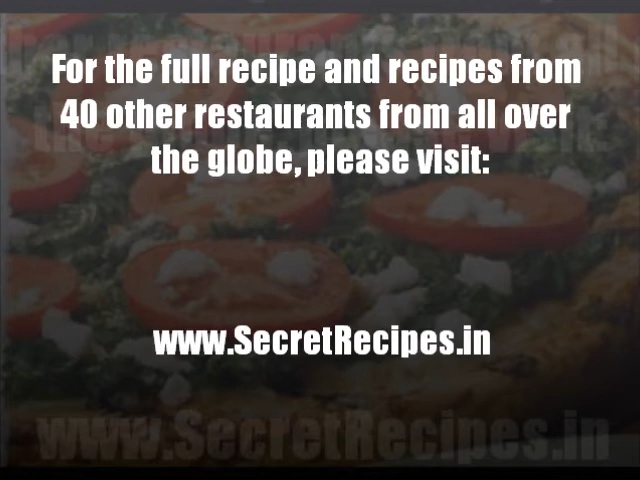 For the full recipe and recipes from
40 other restaurants from all over
the globe, please visit:
www.SecretRecipes.in
www.SecretRecipes.in